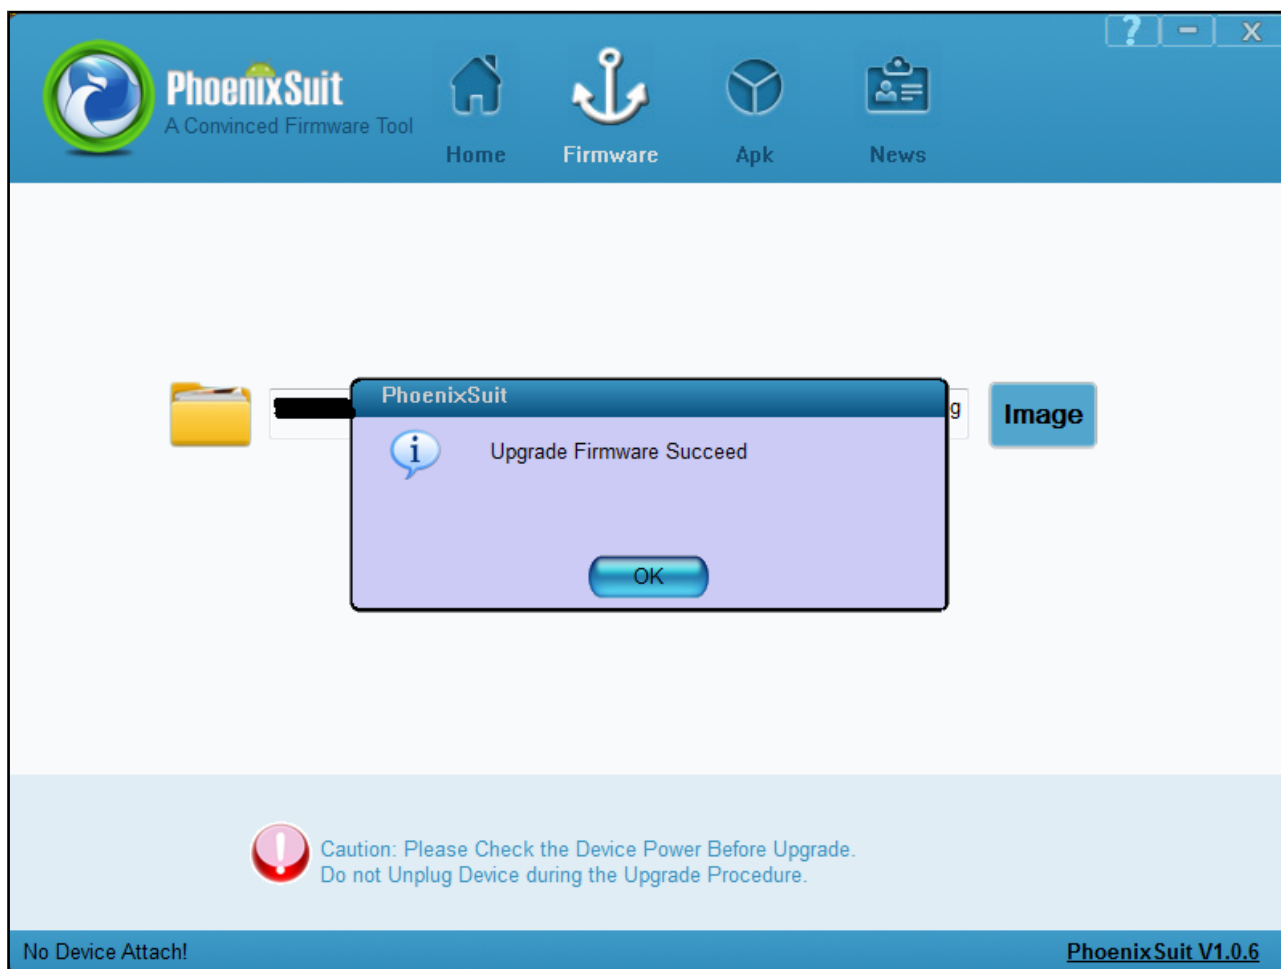 ? – X
PhoenixSuit
A Convinced Firmware Tool
Home Firmware Apk News
PhoenixSuit
g
Image
Upgrade Firmware Succeed
OK
Caution: Please Check the Device Power Before Upgrade.
Do not Unplug Device during the Upgrade Procedure.
No Device Attach!
PhoenixSuit V1.0.6